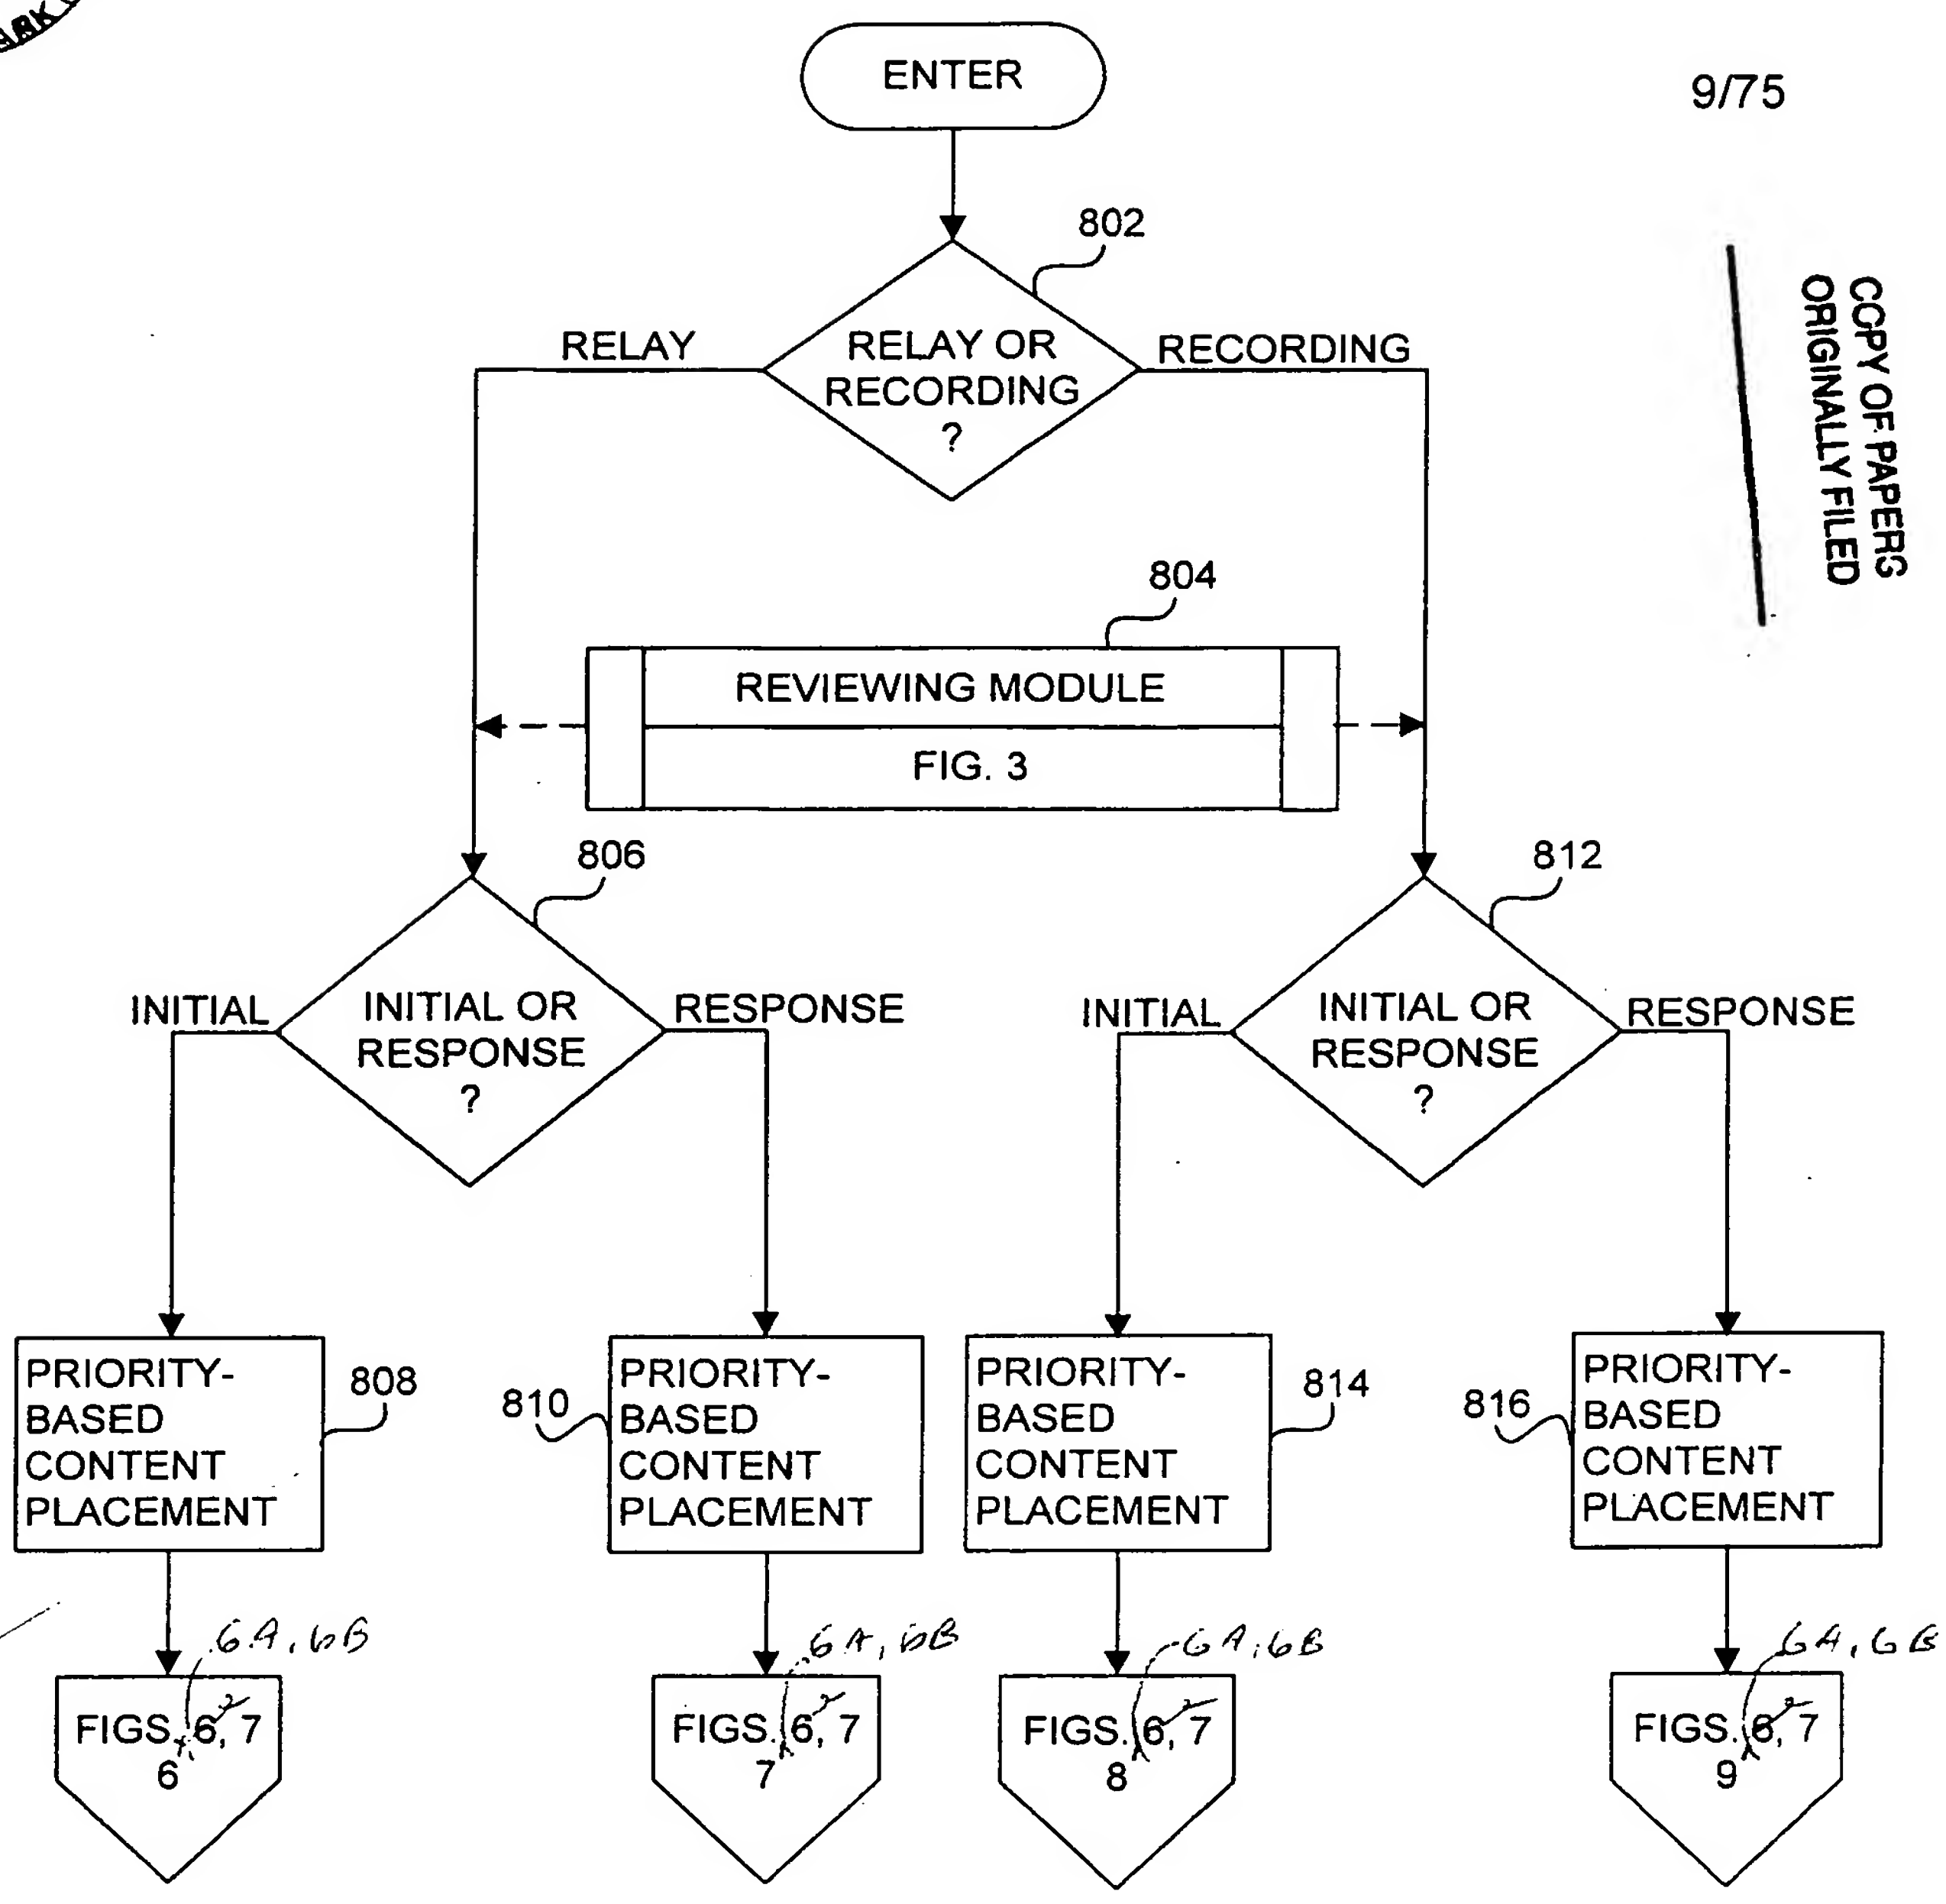 ARK
ENTER
9/75
802
RELAY
RELAY OR
RECORDING
?
RECORDING
COPY OF PAPERS
ORIGINALLY FILED
804
REVIEWING MODULE
FIG. 3
806
812
INITIAL
INITIAL OR
RESPONSE
?
RESPONSE
INITIAL
INITIAL OR
RESPONSE
?
RESPONSE
PRIORITY-
BASED
CONTENT
PLACEMENT
808
810
PRIORITY-
BASED
CONTENT
PLACEMENT
PRIORITY-
BASED
CONTENT
PLACEMENT
814
816
PRIORITY-
BASED
CONTENT
PLACEMENT
6A, 6B
6A, 6B
6A, 6B
6A, 6B
FIGS. 6, 7
6
FIGS. 6, 7
7
FIGS. 6, 7
8
FIGS. 6, 7
9